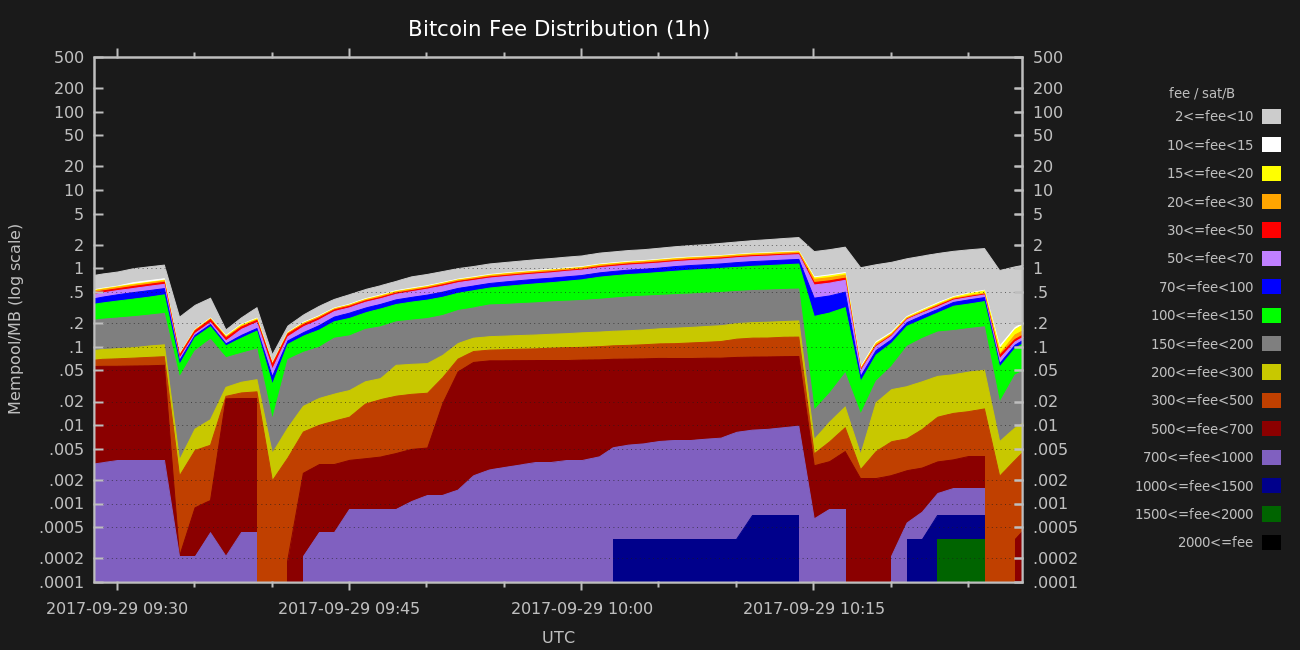 Bitcoin Fee Distribution (1h)
500 500
200 200
100 100
50 50
20 20
10 10
5 5
2 2
1 1
.5 .5
.2 .2
.1 .1
.05 .05
.02 .02
.01 .01
.005 .005
.002 .002
.001 .001
.0005 .0005
.0002 .0002
.0001 .0001
Mempool/MB (log scale)
2017-09-29 09:30 2017-09-29 09:45 2017-09-29 10:00 2017-09-29 10:15
UTC
fee / sat/B
2<=fee<10
10<=fee<15
15<=fee<20
20<=fee<30
30<=fee<50
50<=fee<70
70<=fee<100
100<=fee<150
150<=fee<200
200<=fee<300
300<=fee<500
500<=fee<700
700<=fee<1000
1000<=fee<1500
1500<=fee<2000
2000<=fee